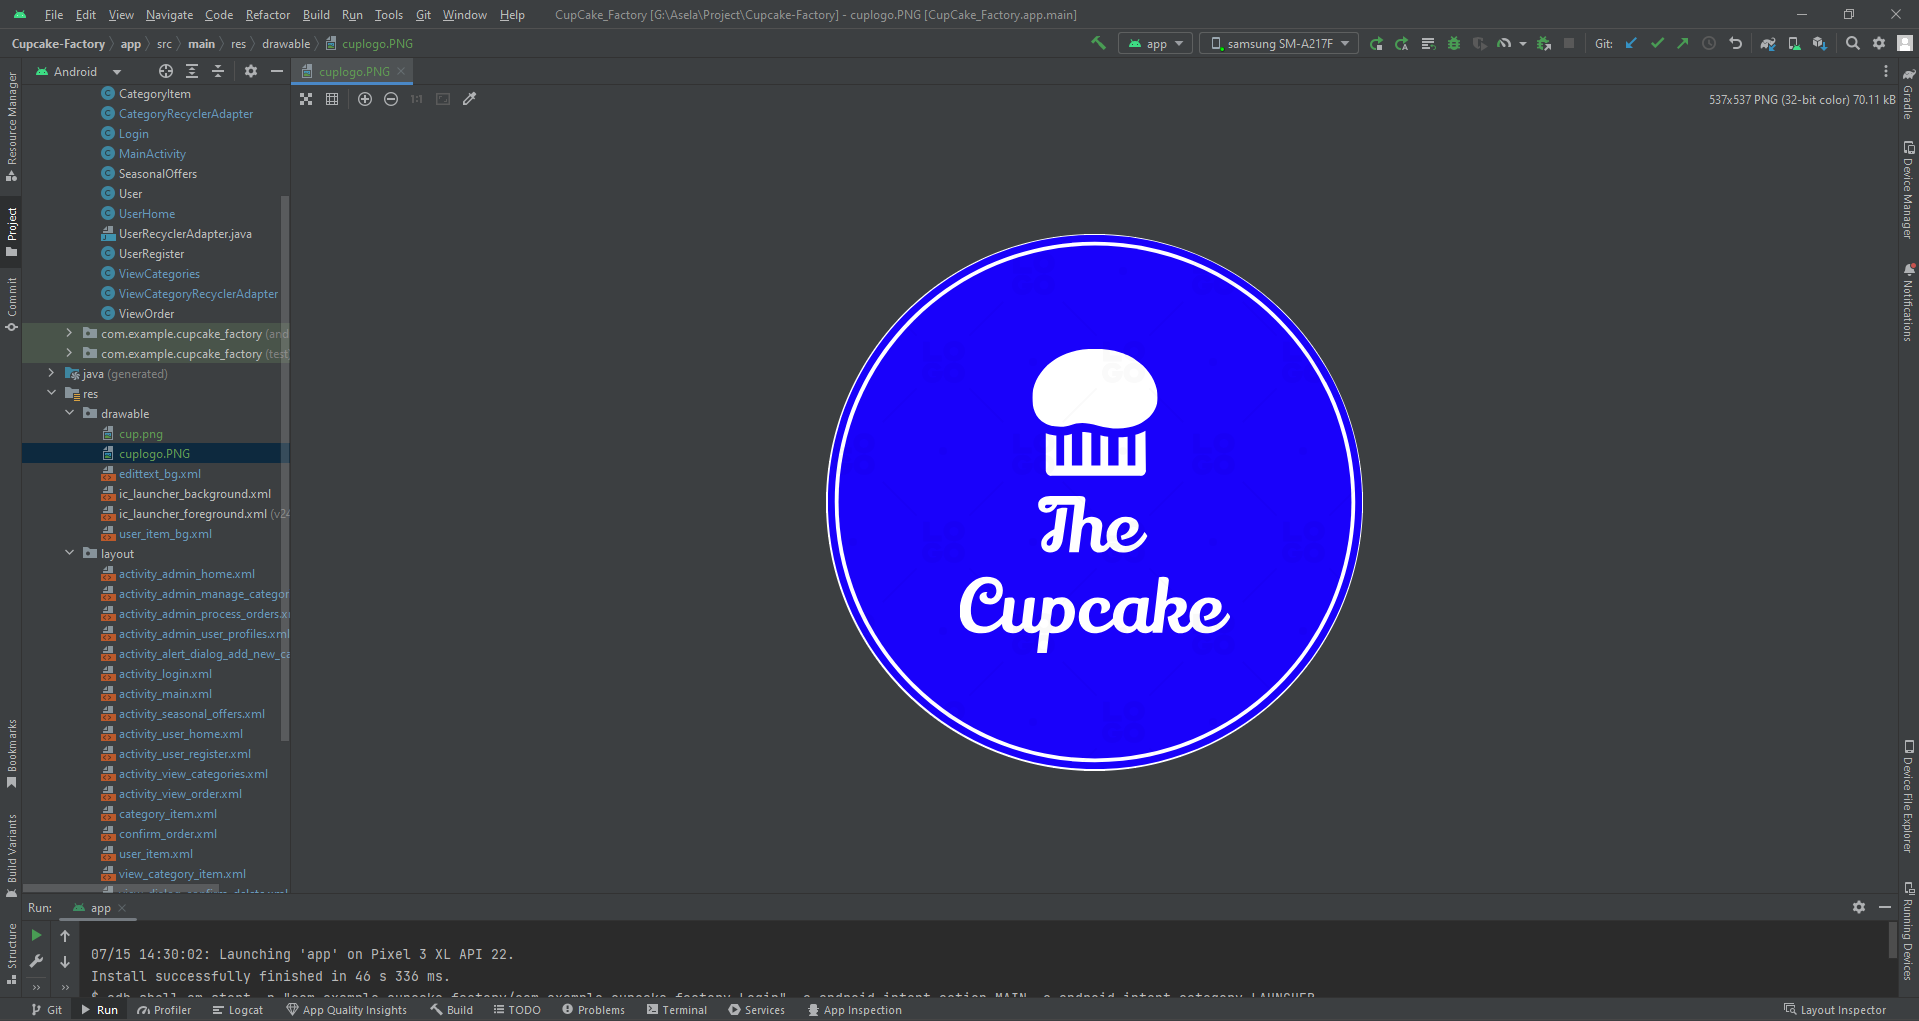 File Edit View Navigate Code Refactor Build Run Tools Git Window Help CupCake_Factory [G:\Asela\Project\Cupcake-Factory] - cuplogo.PNG [CupCake_Factory.app.main]
Cupcake-Factory app src main res drawable cuplogo.PNG app samsung SM-A217F Git:
Android cuplogo.PNG
1:1 537x537 PNG (32-bit color) 70.11 kB
Resource Manager
Project
Commit
Bookmarks
Build Variants
Structure
CategoryItem
CategoryRecyclerAdapter
Login
MainActivity
SeasonalOffers
User
UserHome
UserRecyclerAdapter.java
UserRegister
ViewCategories
ViewCategoryRecyclerAdapter
ViewOrder
com.example.cupcake_factory (and
com.example.cupcake_factory (test
java (generated)
res
drawable
cup.png
cuplogo.PNG
edittext_bg.xml
ic_launcher_background.xml
ic_launcher_foreground.xml (v24
user_item_bg.xml
layout
activity_admin_home.xml
activity_admin_manage_categor
activity_admin_process_orders.x
activity_admin_user_profiles.xml
activity_alert_dialog_add_new_ca
activity_login.xml
activity_main.xml
activity_seasonal_offers.xml
activity_user_home.xml
activity_user_register.xml
activity_view_categories.xml
activity_view_order.xml
category_item.xml
confirm_order.xml
user_item.xml
view_category_item.xml
The
Cupcake
Gradle
Device Manager
Notifications
Device File Explorer
Running Devices
Run: app
07/15 14:30:02: Launching 'app' on Pixel 3 XL API 22.
Install successfully finished in 46 s 336 ms.
Git Run Profiler Logcat App Quality Insights Build TODO Problems Terminal Services App Inspection Layout Inspector